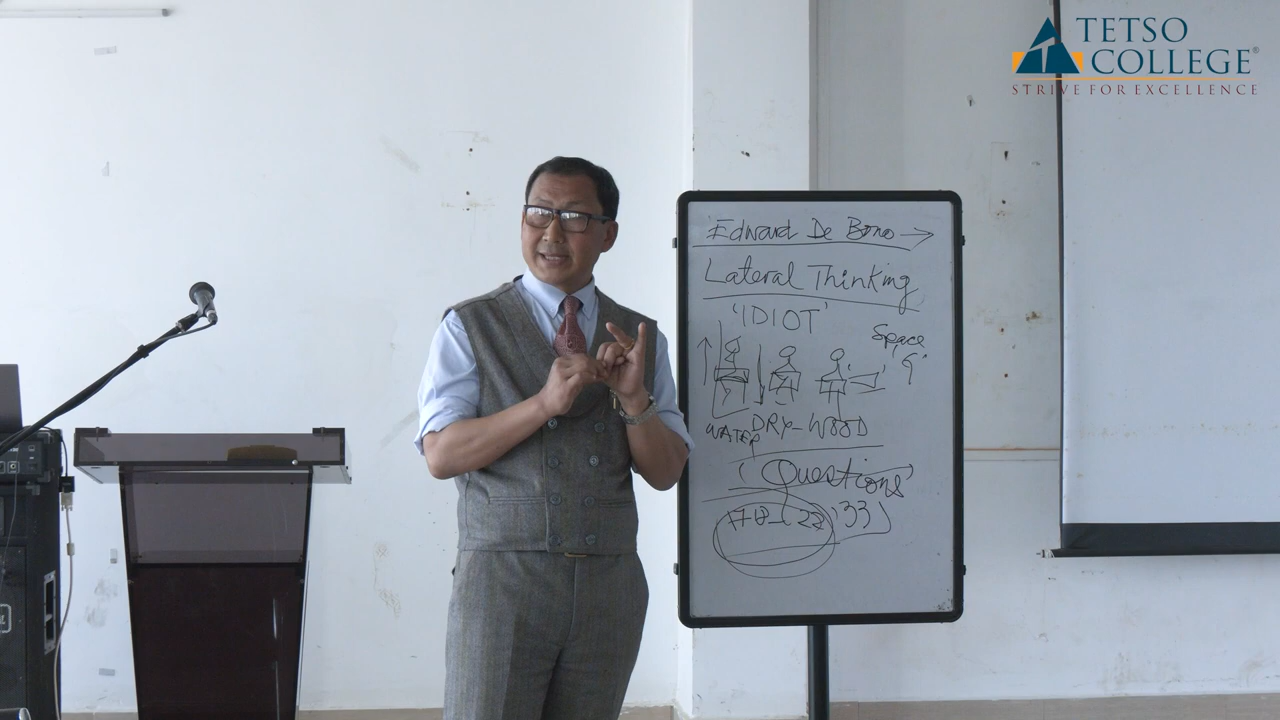 TETSO
COLLEGE®
STRIVE FOR EXCELLENCE
Edward De Bono →
Lateral Thinking
'IDIOT'
Space
WATER DRY-WOOD
'Questions'